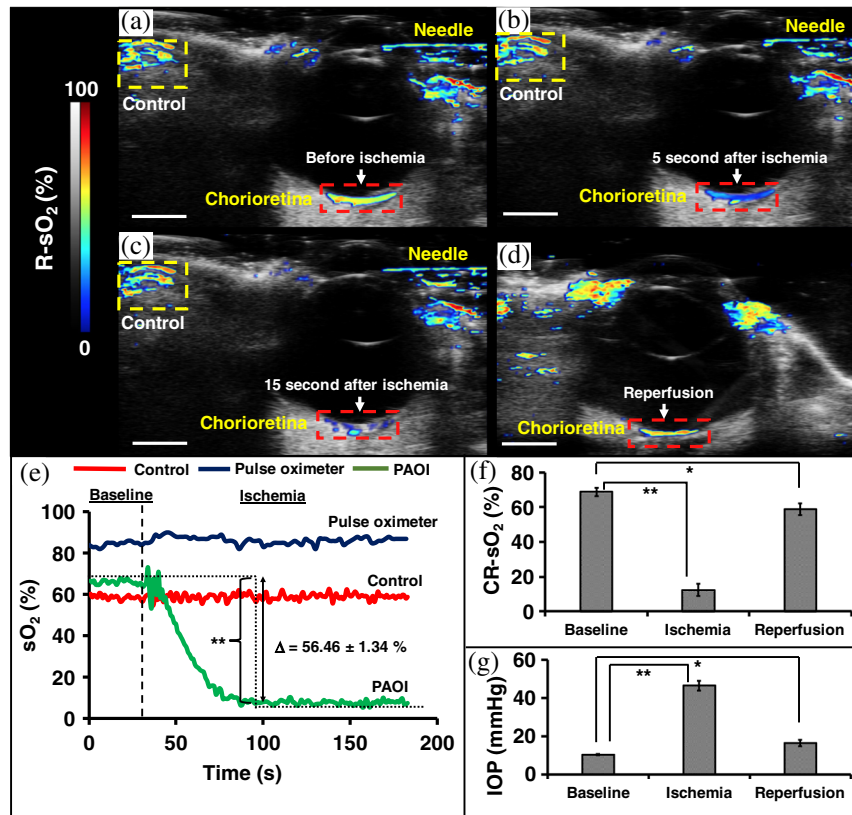 (a)
Needle
Control
Before ischemia
Chorioretina
(b)
Needle
Control
5 second after ischemia
Chorioretina
100
R-sO₂ (%)
0
(c)
Needle
Control
15 second after ischemia
Chorioretina
(d)
Reperfusion
Chorioretina
(e)
Control
Pulse oximeter
PAOI
Baseline
Ischemia
100
80
60
40
20
0
sO₂ (%)
Pulse oximeter
Control
**
Δ = 56.46 ± 1.34 %
PAOI
0
50
100
150
200
Time (s)
(f)
CR-sO₂ (%)
80
60
40
20
0
*
**
Baseline
Ischemia
Reperfusion
(g)
IOP (mmHg)
60
40
20
0
**
*
Baseline
Ischemia
Reperfusion